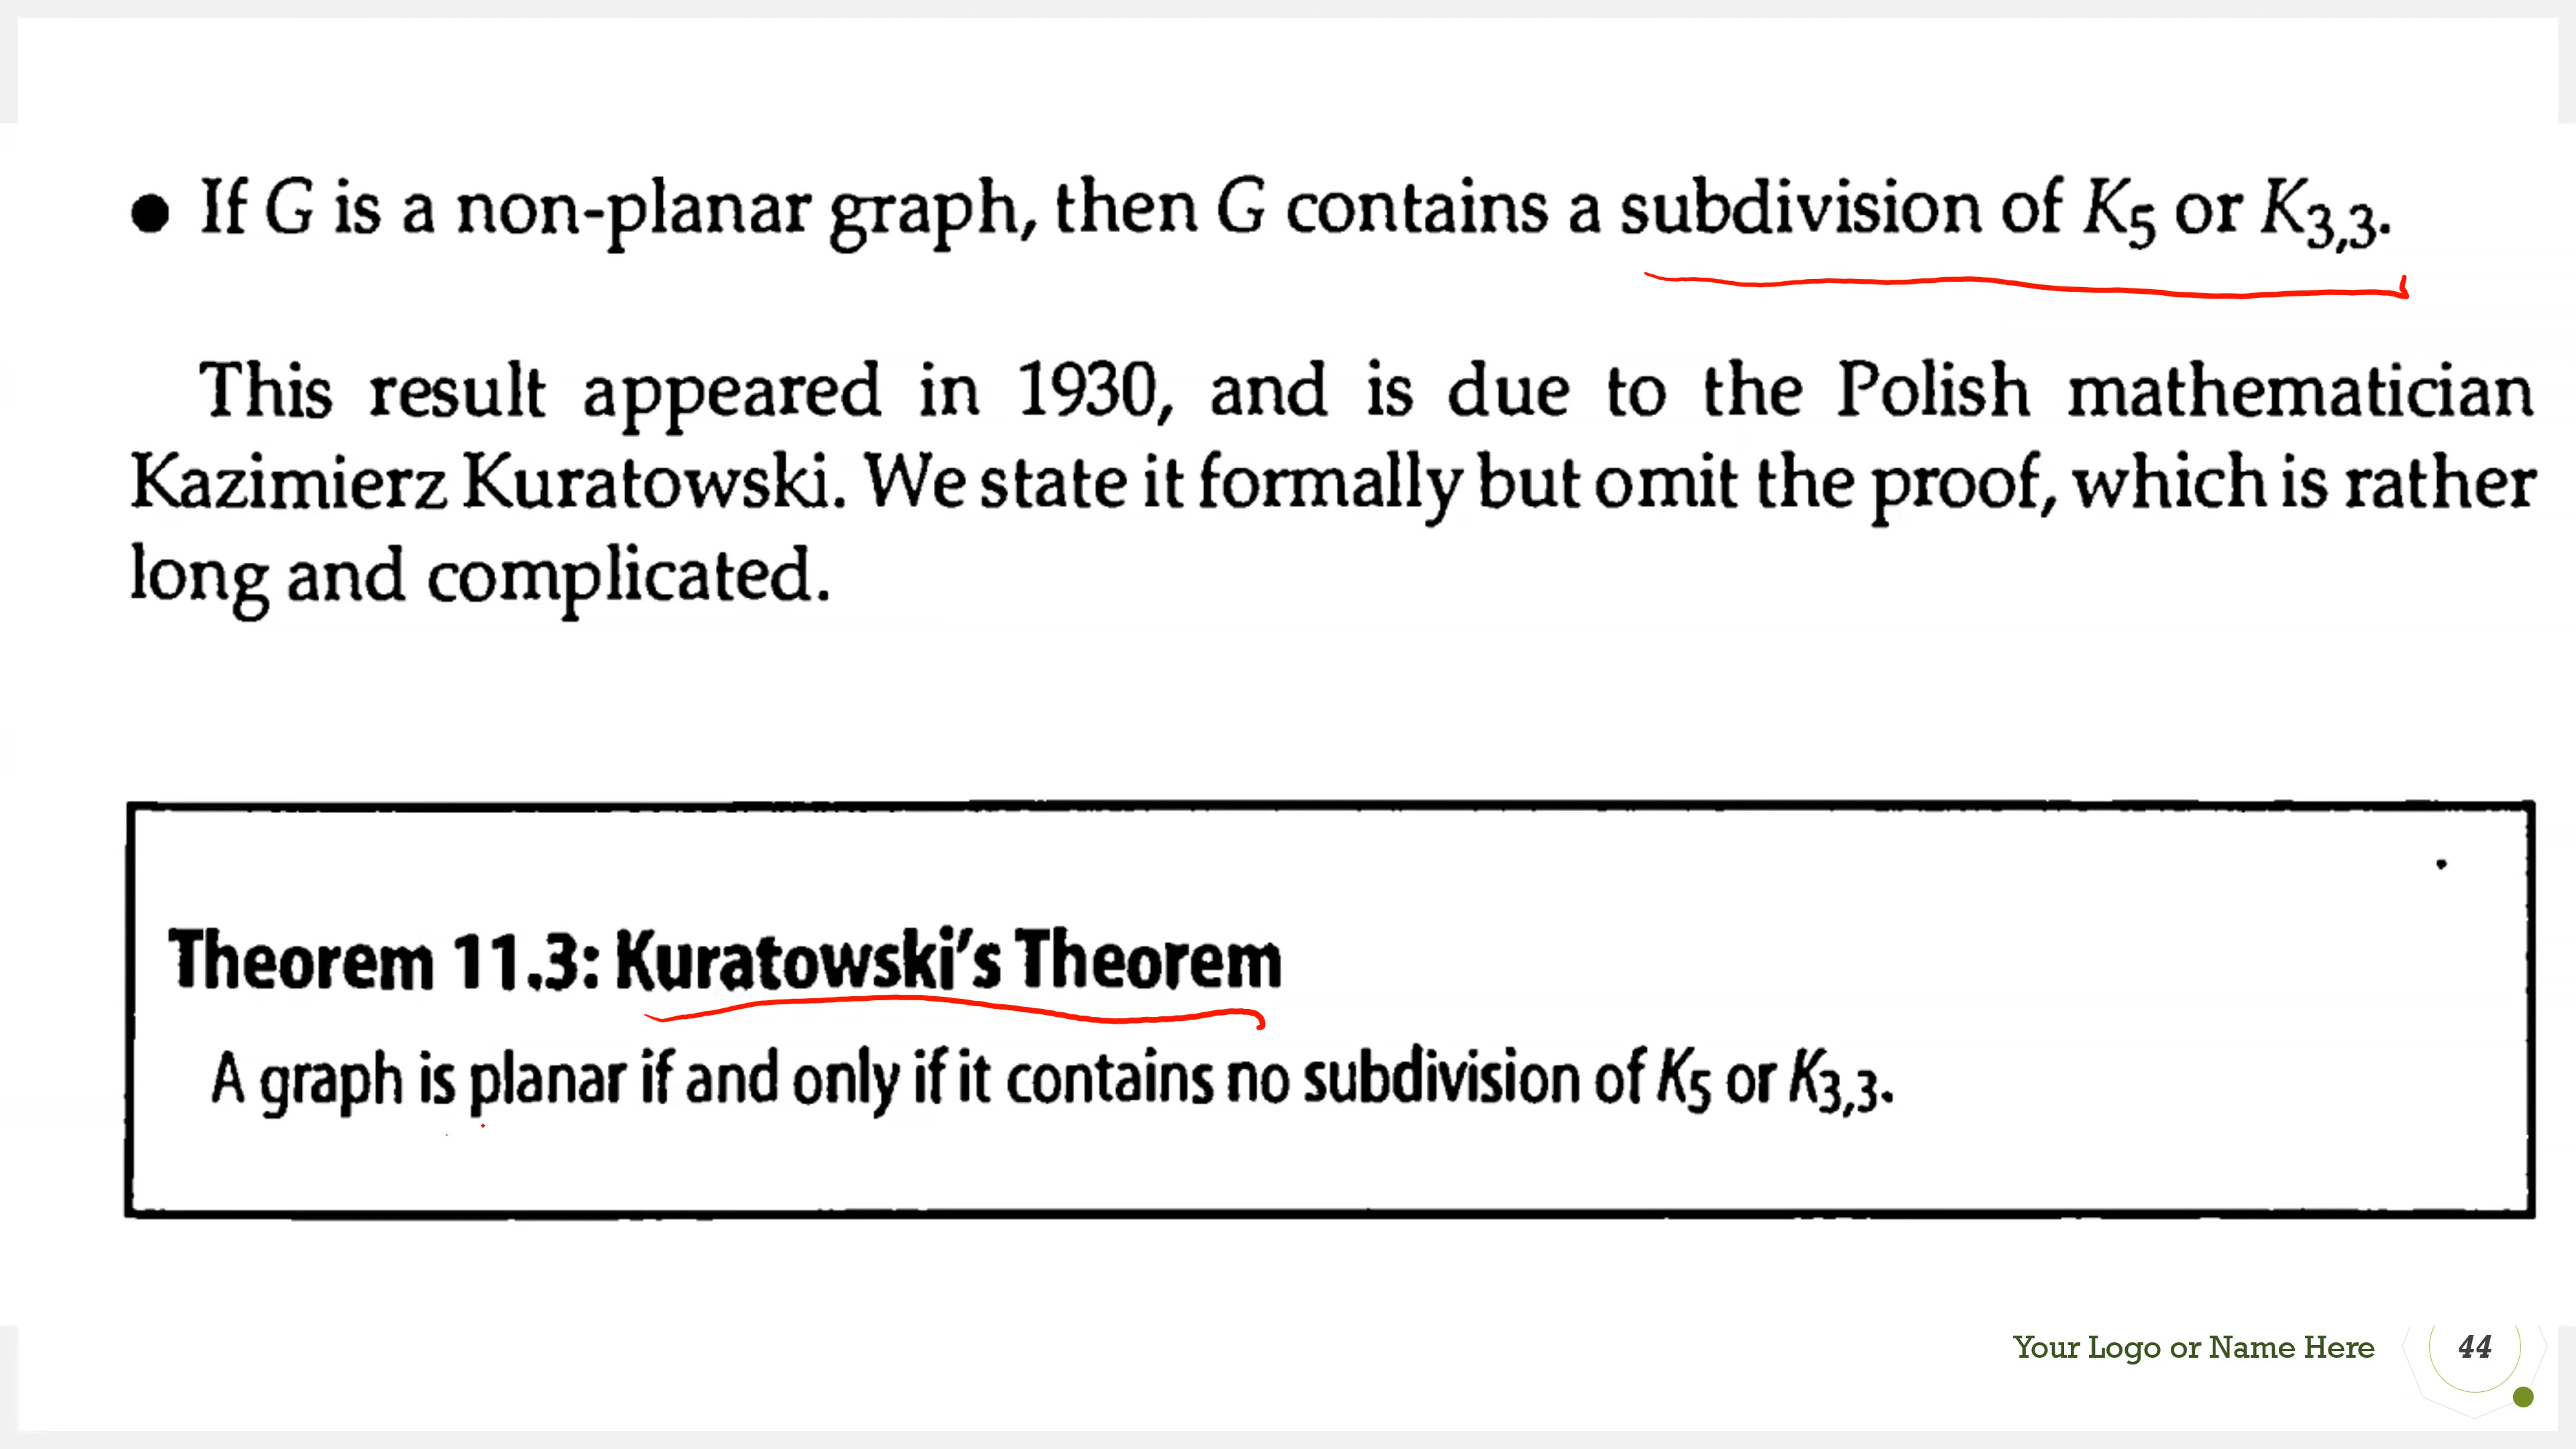 ● If G is a non-planar graph, then G contains a subdivision of K₅ or K₃,₃.
This result appeared in 1930, and is due to the Polish mathematician
Kazimierz Kuratowski. We state it formally but omit the proof, which is rather
long and complicated.
Theorem 11.3: Kuratowski's Theorem
A graph is planar if and only if it contains no subdivision of K₅ or K₃,₃.
Your Logo or Name Here 44